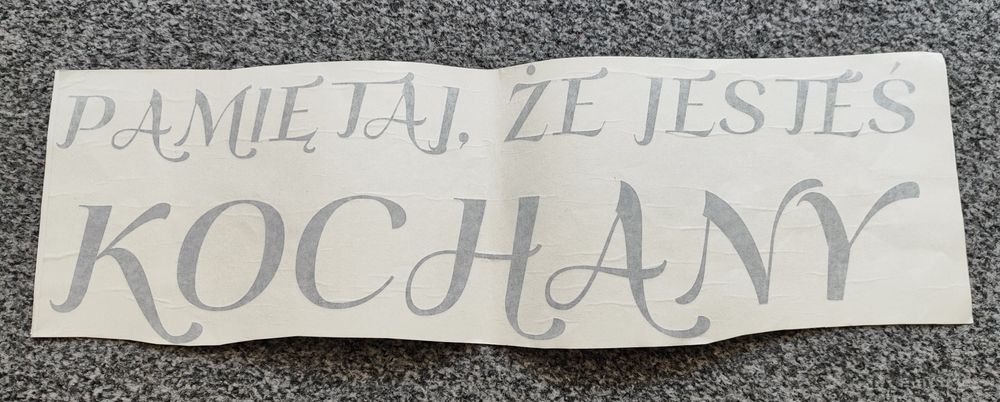 PAMIĘTAJ, ŻE JESTEŚ
KOCHANY